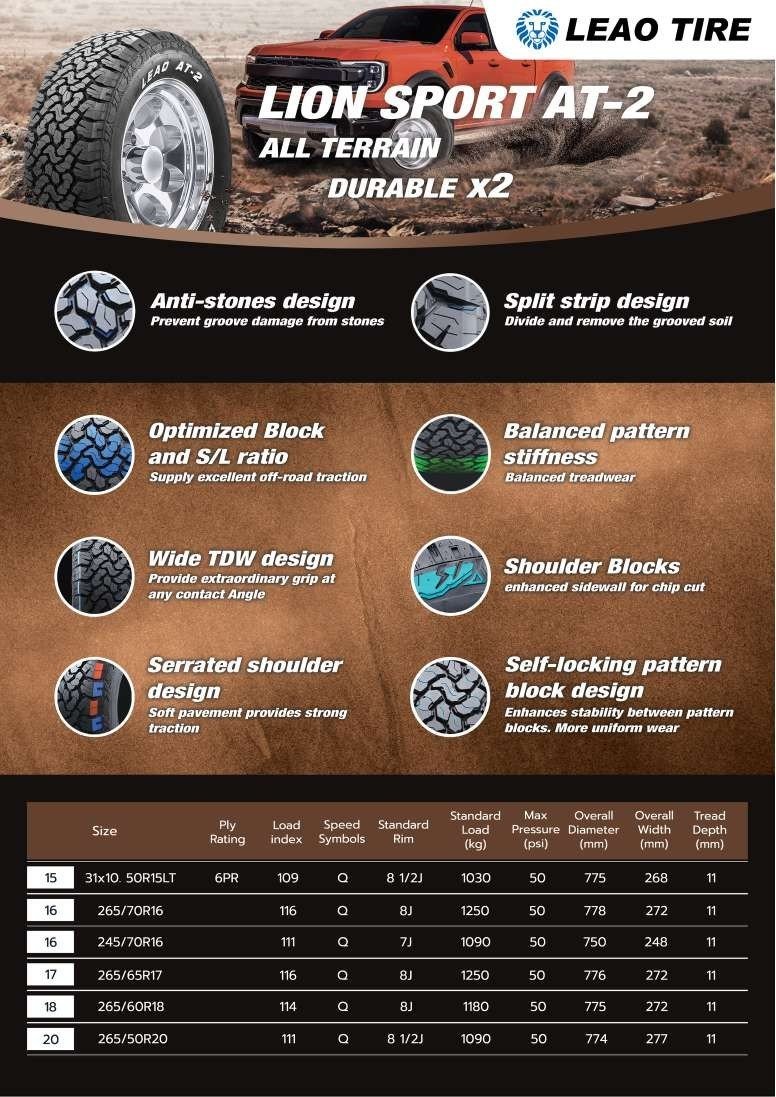 LEAO TIRE
LEAO AT-2
LION SPORT AT-2
ALL TERRAIN
DURABLE X2
Anti-stones design
Prevent groove damage from stones
Split strip design
Divide and remove the grooved soil
Optimized Block
and S/L ratio
Supply excellent off-road traction
Balanced pattern
stiffness
Balanced treadwear
Wide TDW design
Provide extraordinary grip at
any contact Angle
Shoulder Blocks
enhanced sidewall for chip cut
Serrated shoulder
design
Soft pavement provides strong
traction
Self-locking pattern
block design
Enhances stability between pattern
blocks. More uniform wear
Size Ply Rating Load index Speed Symbols Standard Rim Standard Load (kg) Max Pressure (psi) Overall Diameter (mm) Overall Width (mm) Tread Depth (mm)
15 31x10. 50R15LT 6PR 109 Q 8 1/2J 1030 50 775 268 11
16 265/70R16 116 Q 8J 1250 50 778 272 11
16 245/70R16 111 Q 7J 1090 50 750 248 11
17 265/65R17 116 Q 8J 1250 50 776 272 11
18 265/60R18 114 Q 8J 1180 50 775 272 11
20 265/50R20 111 Q 8 1/2J 1090 50 774 277 11